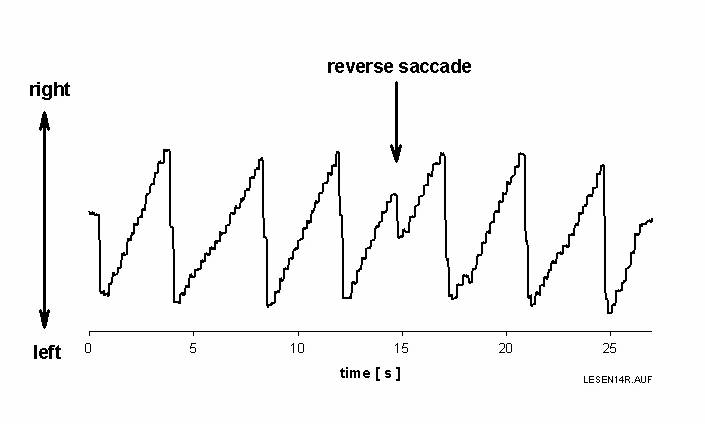 reverse saccade
right
left
0 5 10 15 20 25
time [ s ]
LESEN14R.AUF